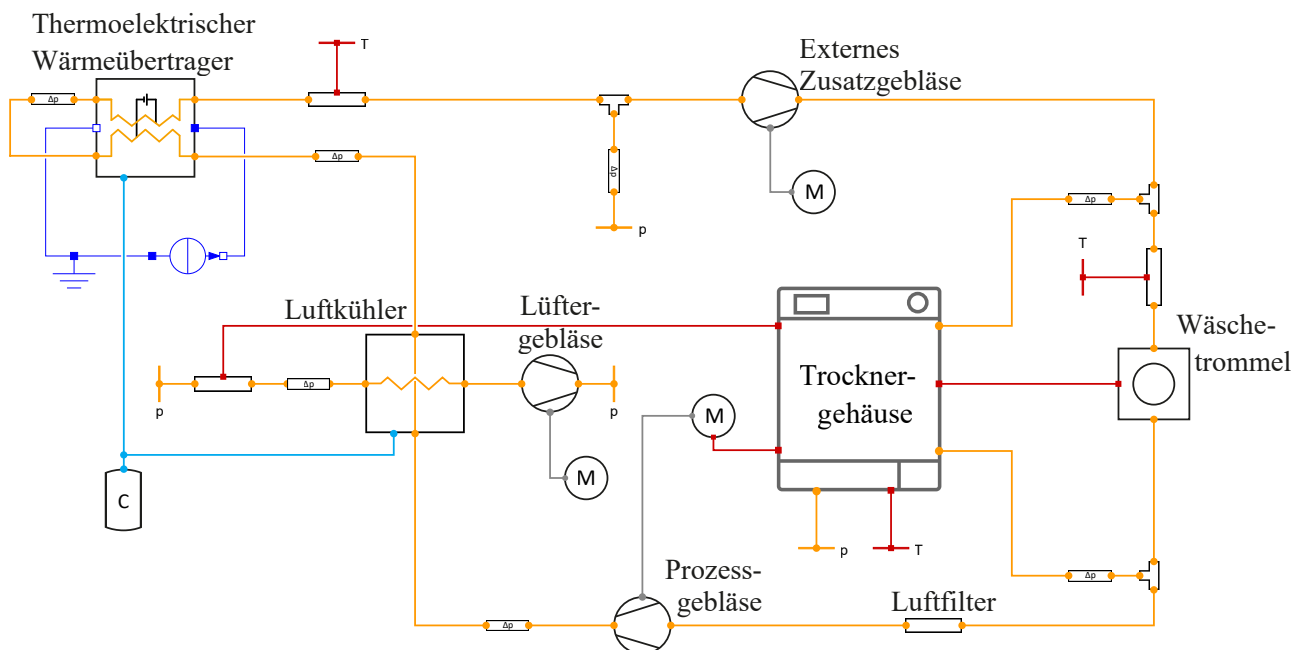 Thermoelektrischer
Wärmeübertrager
T
Externes
Zusatzgebläse
Δp
Δp
Δp
M
p
Δp
T
Luftkühler
Lüfter-
gebläse
Wäsche-
trommel
Δp
p
p
Trockner-
gehäuse
M
M
C
p
T
Prozess-
gebläse
Δp
Luftfilter
Δp